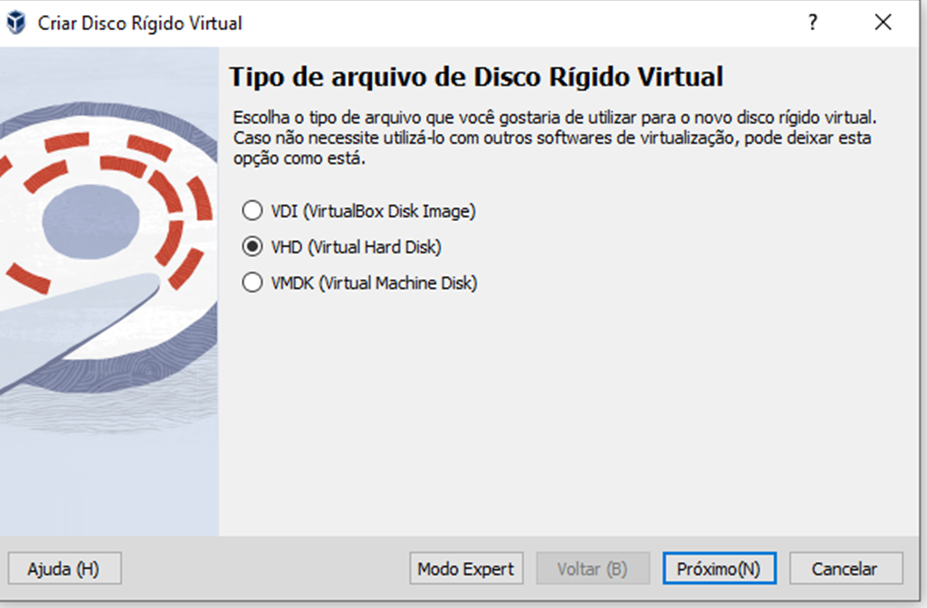 Criar Disco Rígido Virtual
?
Tipo de arquivo de Disco Rígido Virtual
Escolha o tipo de arquivo que você gostaria de utilizar para o novo disco rígido virtual.
Caso não necessite utilizá-lo com outros softwares de virtualização, pode deixar esta
opção como está.
VDI (VirtualBox Disk Image)
VHD (Virtual Hard Disk)
VMDK (Virtual Machine Disk)
Ajuda (H)
Modo Expert
Voltar (B)
Próximo(N)
Cancelar